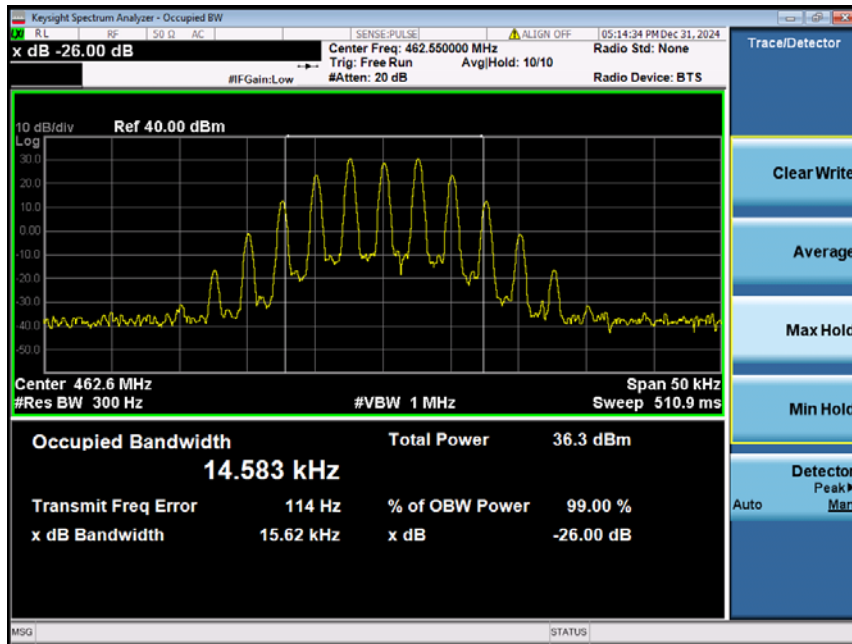 Keysight Spectrum Analyzer - Occupied BW
RL RF 50 Ω AC SENSE:PULSE ALIGN OFF 05:14:34 PM Dec 31, 2024
x dB -26.00 dB
Center Freq: 462.550000 MHz
Radio Std: None
Trig: Free Run Avg|Hold: 10/10
#IFGain:Low
#Atten: 20 dB
Radio Device: BTS
Trace/Detector
10 dB/div Ref 40.00 dBm
Log
30.0
20.0
10.0
0.00
-10.0
-20.0
-30.0
-40.0
-50.0
Center 462.6 MHz
Span 50 kHz
#Res BW 300 Hz
#VBW 1 MHz
Sweep 510.9 ms
Occupied Bandwidth
14.583 kHz
Total Power 36.3 dBm
Transmit Freq Error 114 Hz
% of OBW Power 99.00 %
x dB Bandwidth 15.62 kHz
x dB -26.00 dB
Clear Write
Average
Max Hold
Min Hold
Detector
Peak
Auto Man
MSG
STATUS